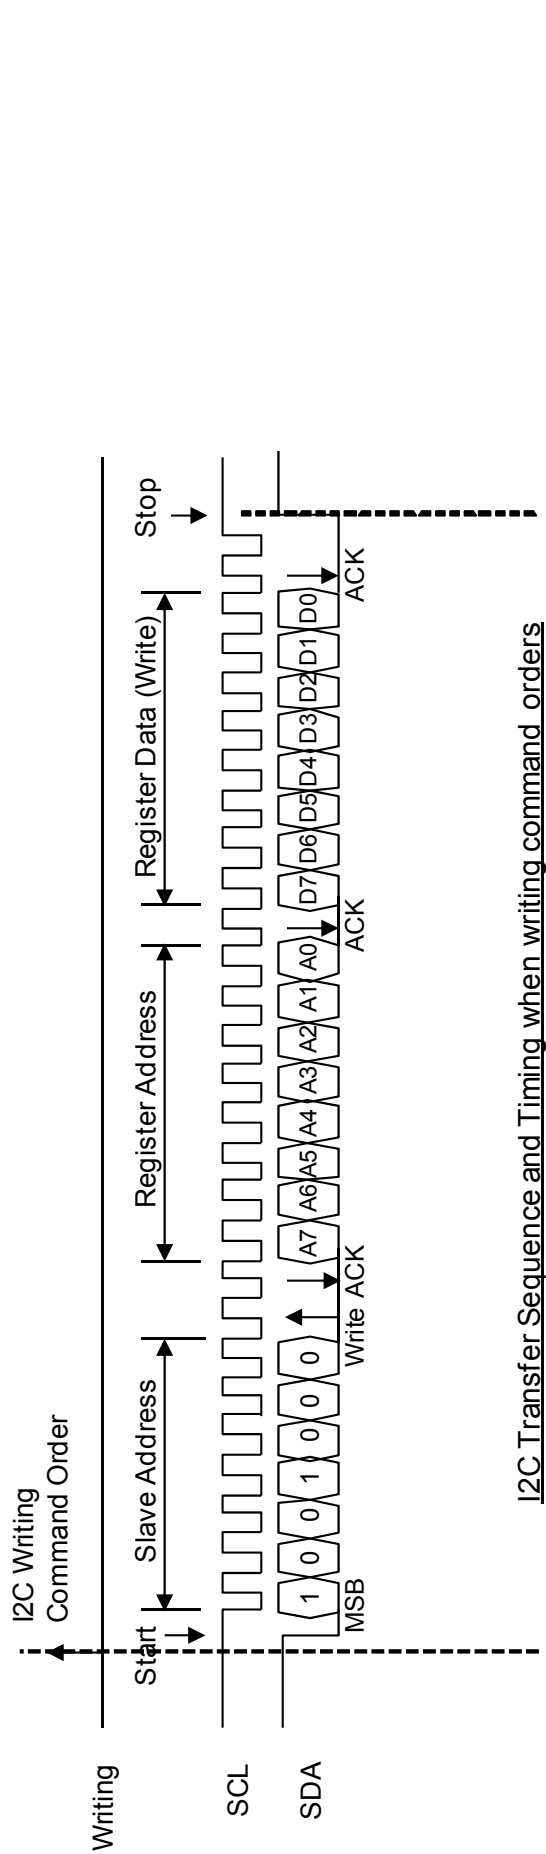 I2C Writing
Command Order
Writing
Start
Slave Address
Register Address
Register Data (Write)
Stop
SCL
SDA
1 0 0 1 0 0 0 A7 A6 A5 A4 A3 A2 A1 A0 D7 D6 D5 D4 D3 D2 D1 D0
MSB Write ACK ACK ACK
I2C Transfer Sequence and Timing when writing command orders